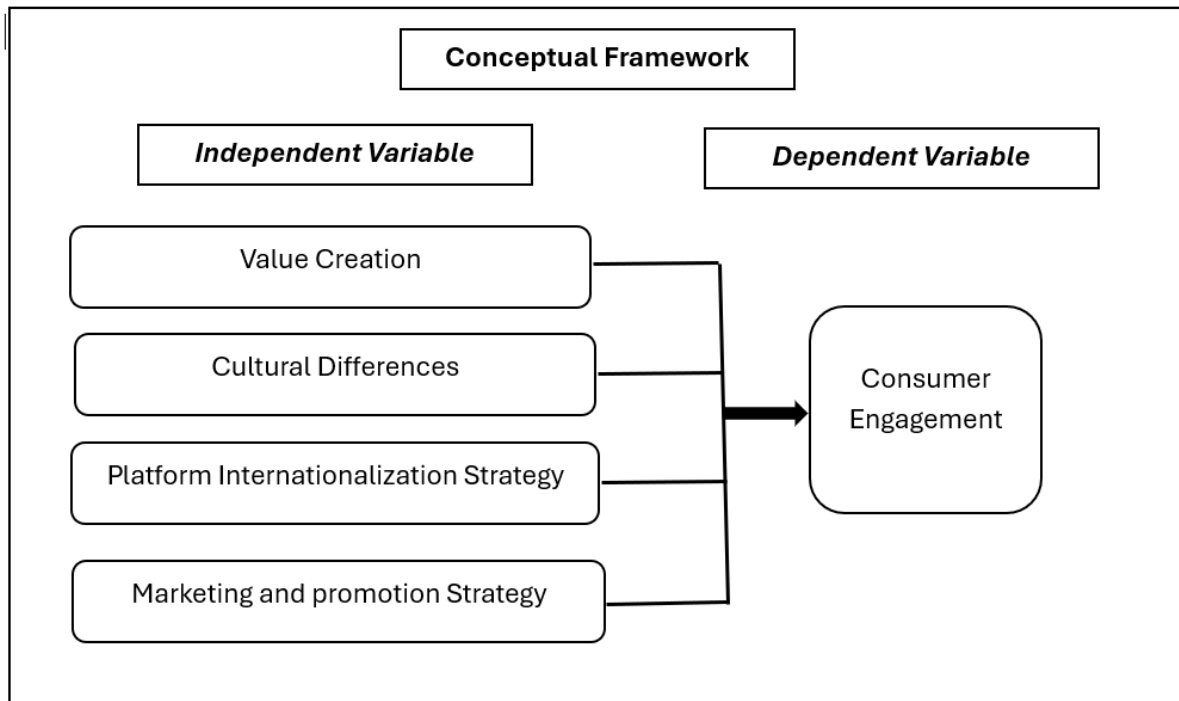 Conceptual Framework
Independent Variable
Dependent Variable
Value Creation
Cultural Differences
Platform Internationalization Strategy
Marketing and promotion Strategy
Consumer
Engagement